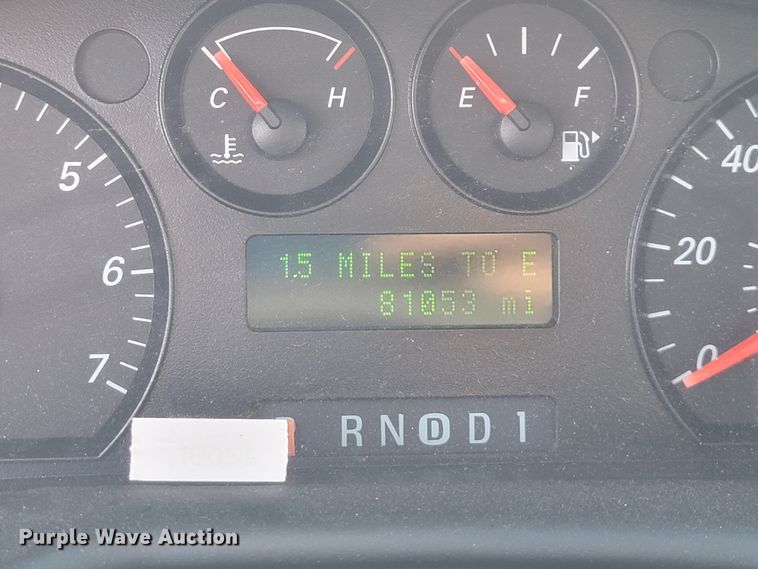 C H
E F
5
6
7
40
20
0
15 MILES TO E
81053 mi
R N D D 1
Purple Wave Auction